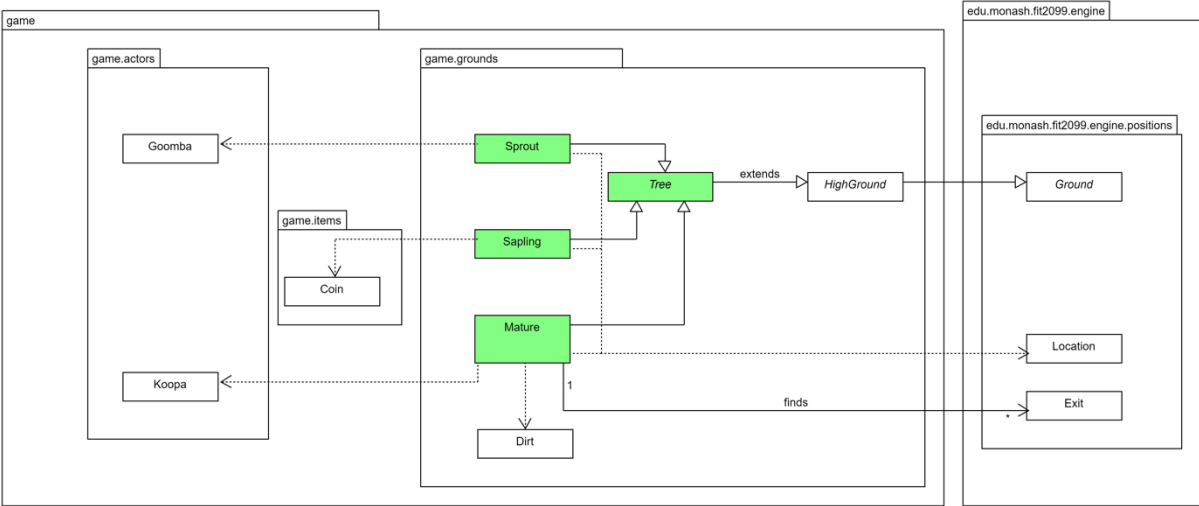 game
edu.monash.fit2099.engine
game.actors
game.grounds
edu.monash.fit2099.engine.positions
Goomba
Sprout
Tree
extends
HighGround
Ground
game.items
Sapling
Coin
Mature
Location
Koopa
1
finds
*
Exit
Dirt